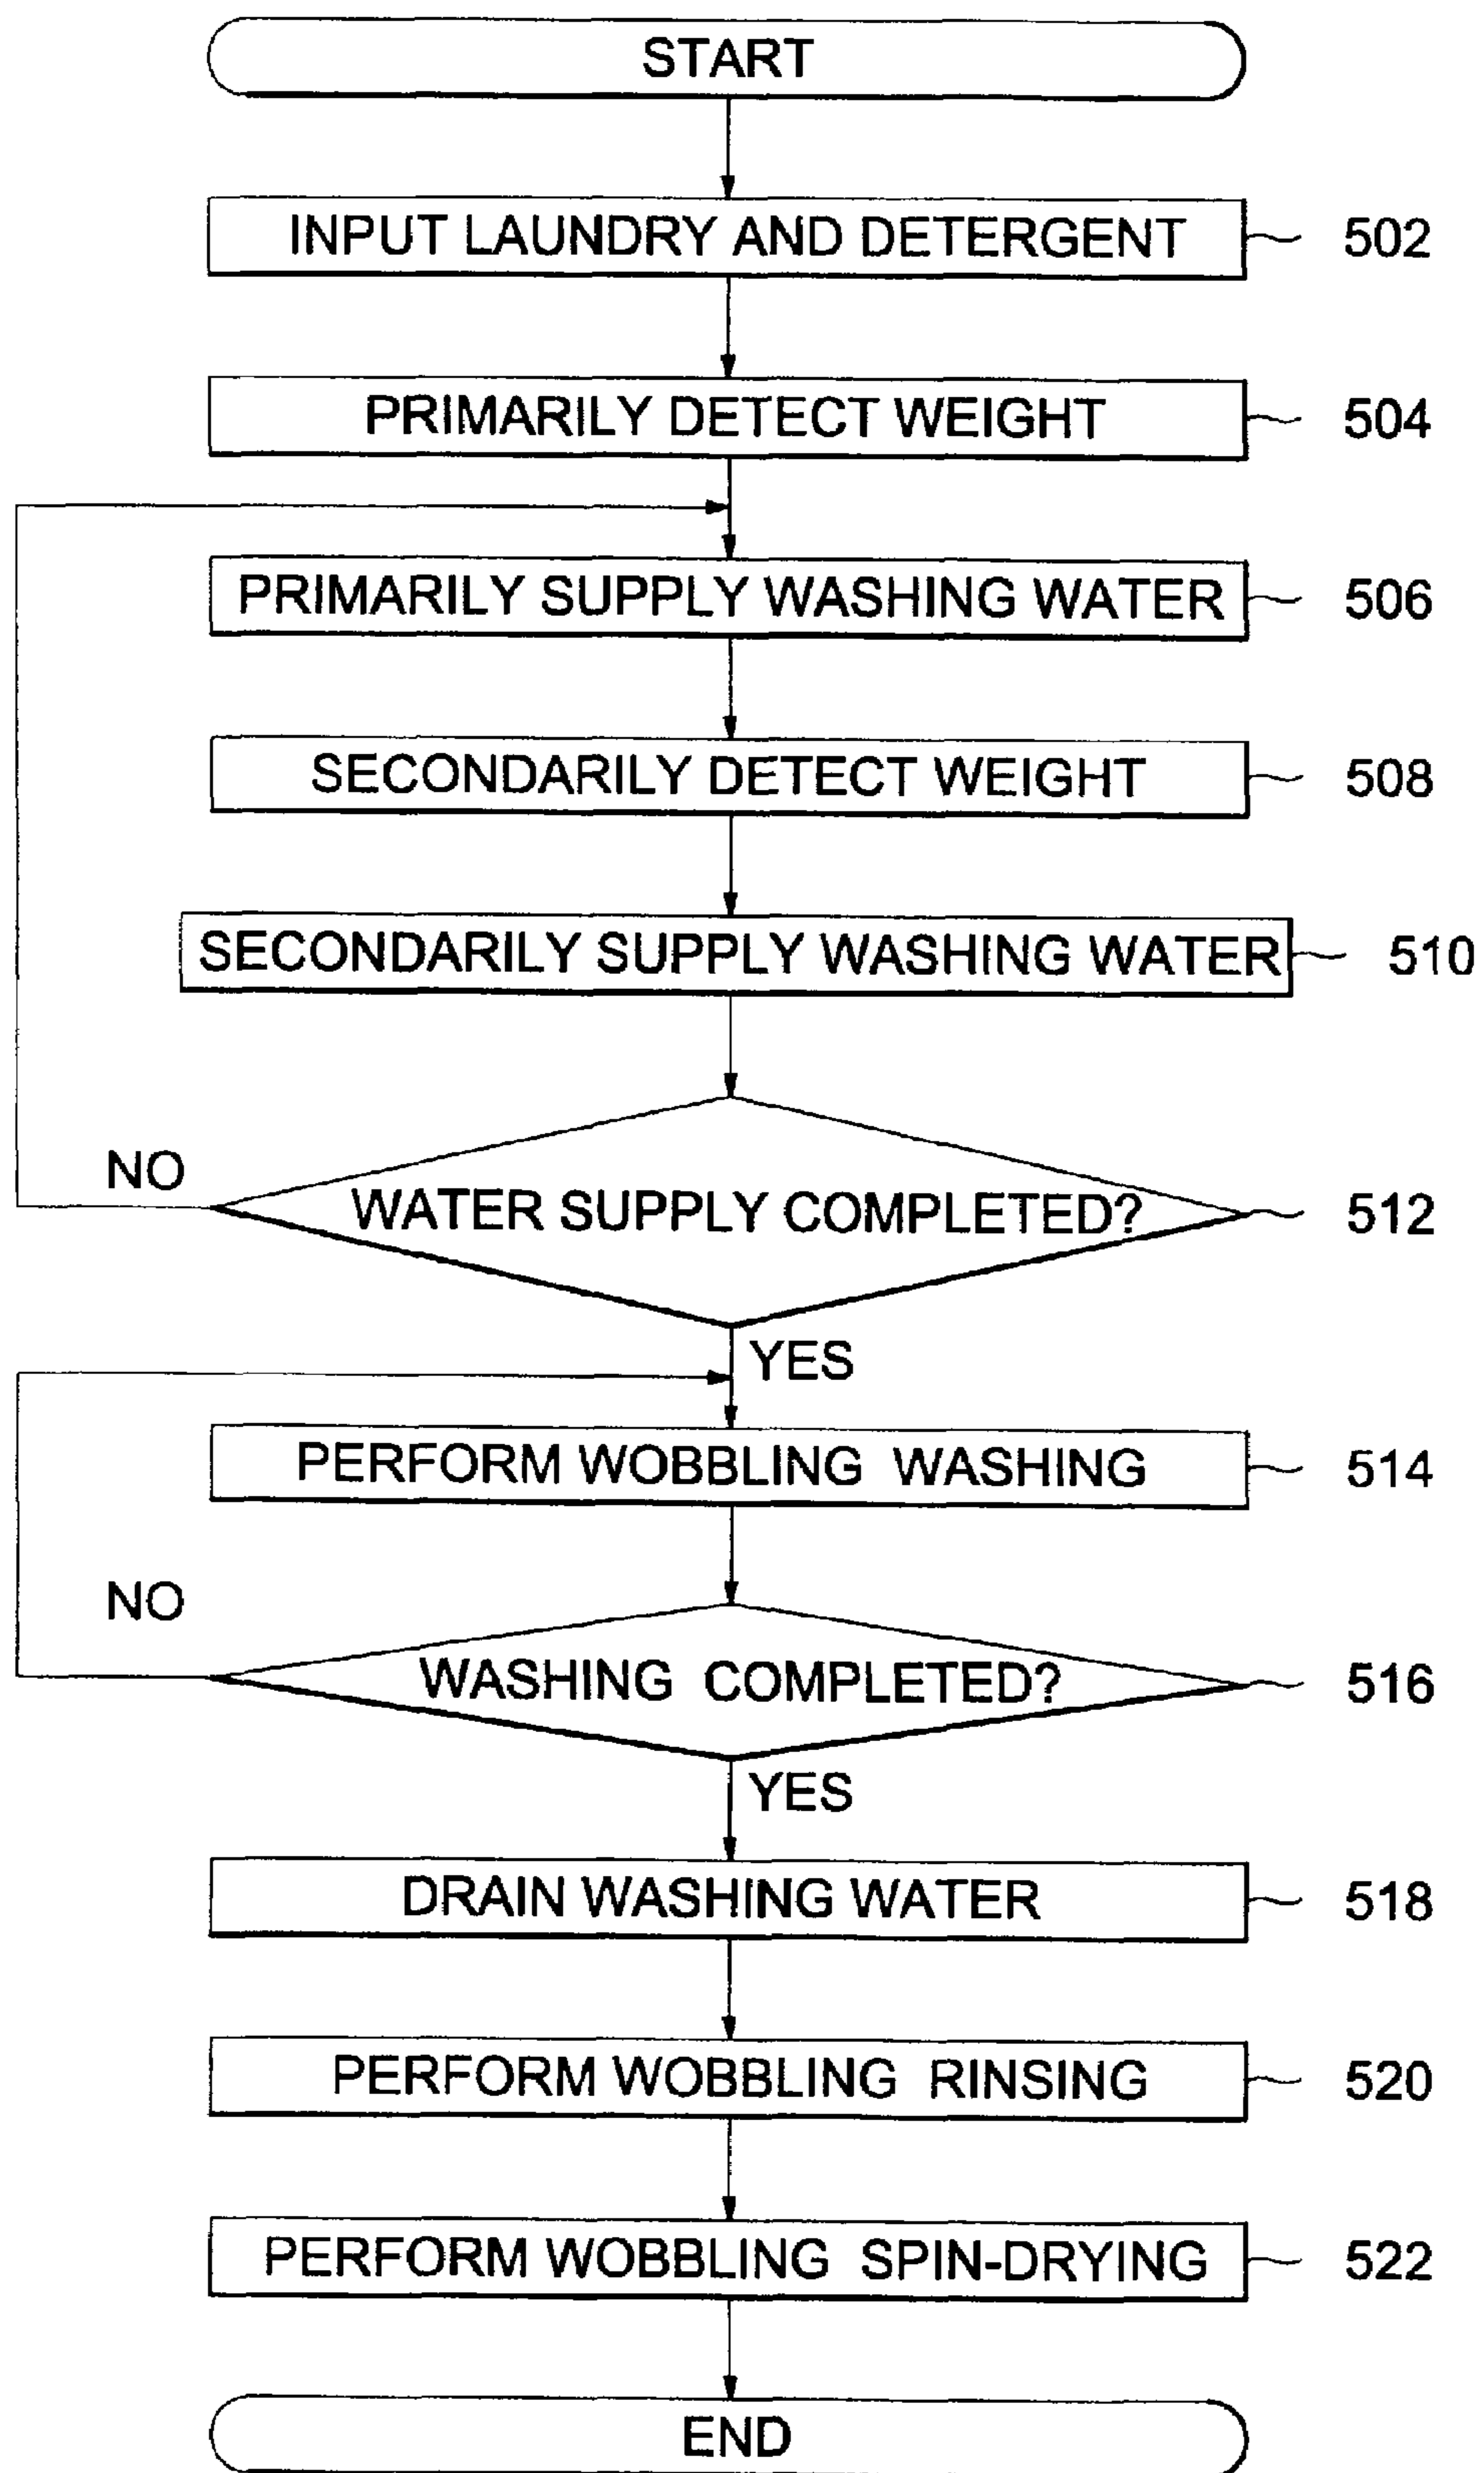 START
INPUT LAUNDRY AND DETERGENT 502
PRIMARILY DETECT WEIGHT 504
PRIMARILY SUPPLY WASHING WATER 506
SECONDARILY DETECT WEIGHT 508
SECONDARILY SUPPLY WASHING WATER 510
NO
WATER SUPPLY COMPLETED? 512
YES
PERFORM WOBBLING WASHING 514
NO
WASHING COMPLETED? 516
YES
DRAIN WASHING WATER 518
PERFORM WOBBLING RINSING 520
PERFORM WOBBLING SPIN-DRYING 522
END